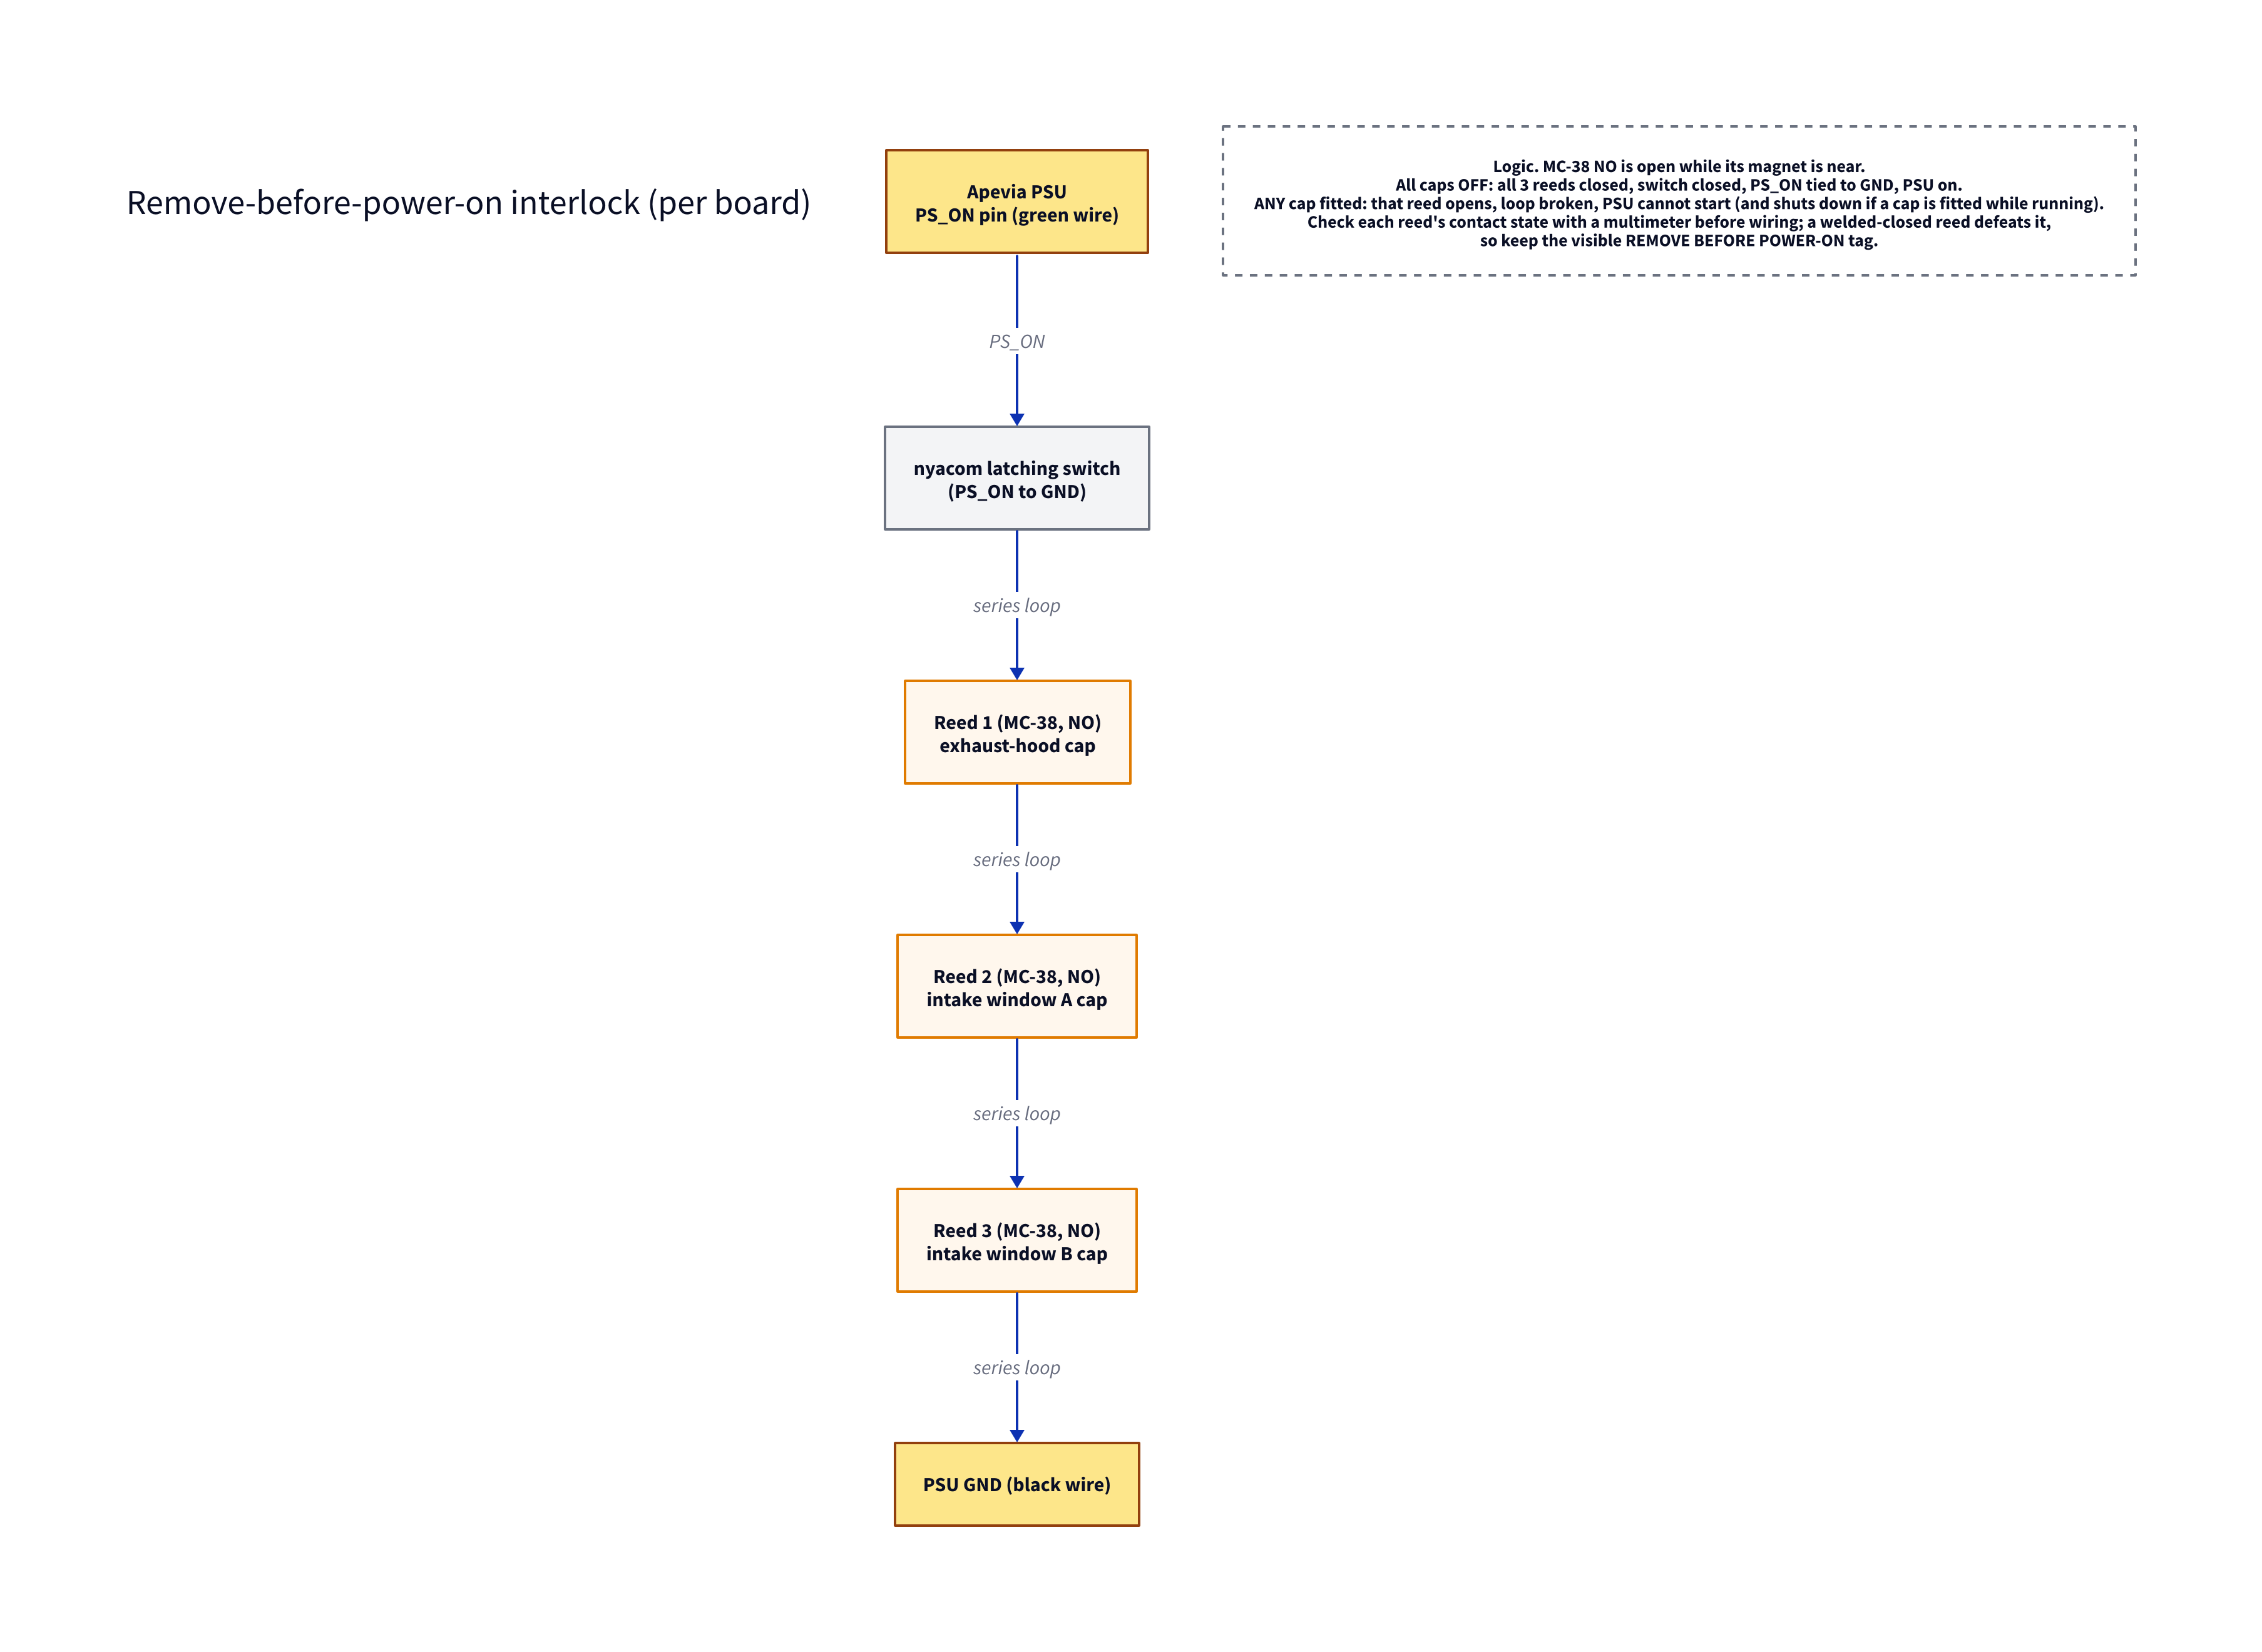 Remove-before-power-on interlock (per board)
Apevia PSU
PS_ON pin (green wire)
Logic. MC-38 NO is open while its magnet is near.
All caps OFF: all 3 reeds closed, switch closed, PS_ON tied to GND, PSU on.
ANY cap fitted: that reed opens, loop broken, PSU cannot start (and shuts down if a cap is fitted while running).
Check each reed's contact state with a multimeter before wiring; a welded-closed reed defeats it,
so keep the visible REMOVE BEFORE POWER-ON tag.
PS_ON
nyacom latching switch
(PS_ON to GND)
series loop
Reed 1 (MC-38, NO)
exhaust-hood cap
series loop
Reed 2 (MC-38, NO)
intake window A cap
series loop
Reed 3 (MC-38, NO)
intake window B cap
series loop
PSU GND (black wire)